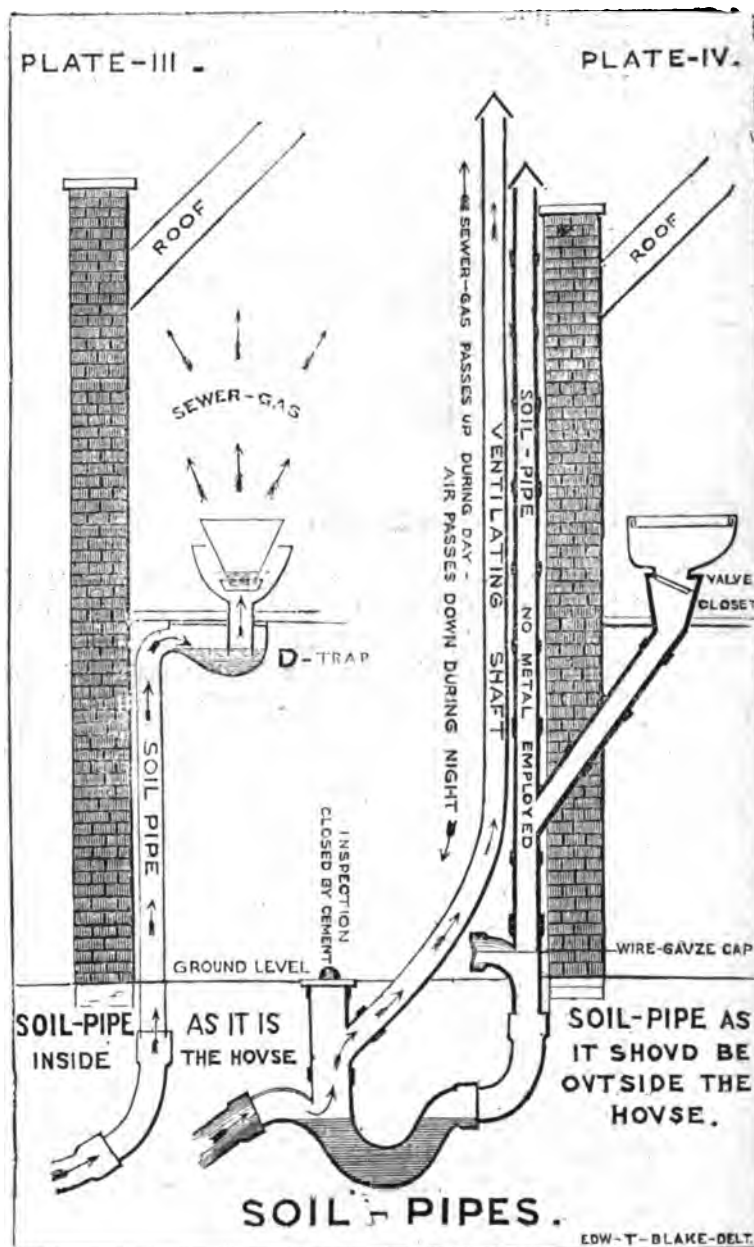 PLATE-III -
PLATE-IV.
ROOF
SEWER-GAS
D-TRAP
SOIL PIPE
GROUND LEVEL
SOIL-PIPE AS IT IS
INSIDE THE HOVSE
INSPECTION
CLOSED BY CEMENT
SEWER-GAS PASSES UP DURING DAY -
AIR PASSES DOWN DURING NIGHT
VENTILATING SHAFT
SOIL-PIPE NO METAL EMPLOYED
ROOF
VALVE
CLOSET
WIRE-GAVZE CAP
SOIL-PIPE AS
IT SHOVD BE
OVTSIDE THE
HOVSE.
SOIL-PIPES.
EDW-T-BLAKE-DELT